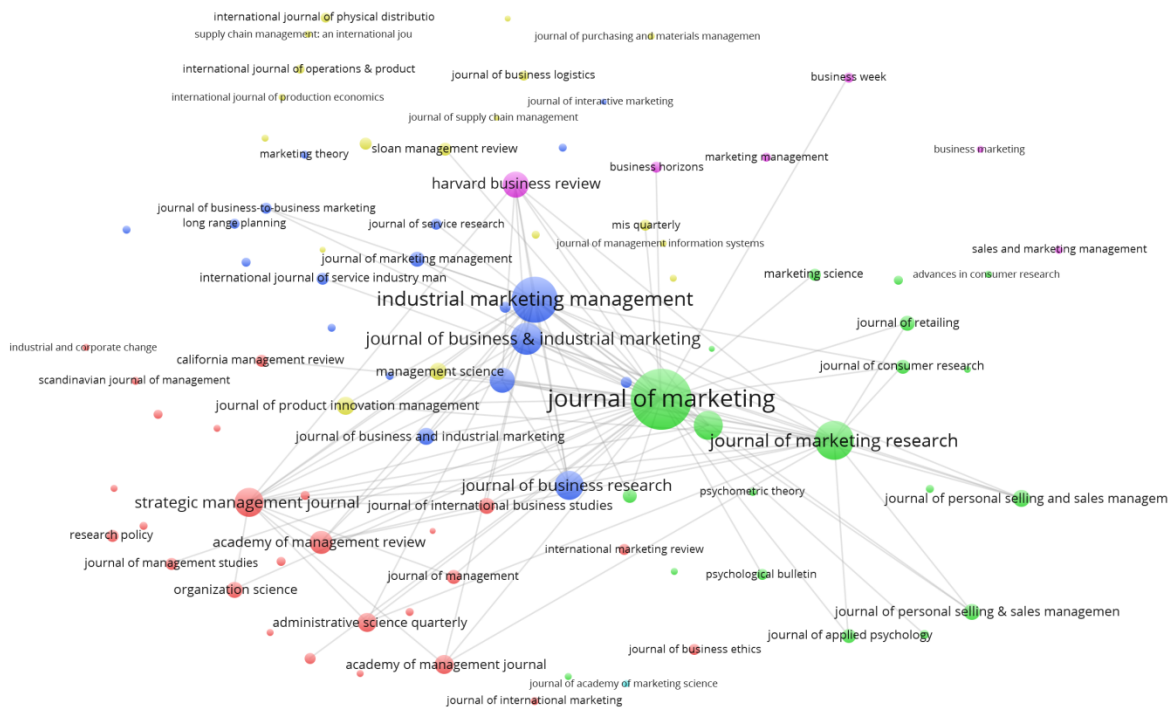 international journal of physical distributio
supply chain management: an international jou
journal of purchasing and materials managemen
international journal of operations & product
journal of business logistics
business week
international journal of production economics
journal of interactive marketing
journal of supply chain management
marketing theory
sloan management review
business marketing
marketing management
business horizons
harvard business review
journal of business-to-business marketing
long range planning
journal of service research
mis quarterly
journal of management information systems
sales and marketing management
journal of marketing management
international journal of service industry man
marketing science
advances in consumer research
industrial marketing management
journal of retailing
journal of business & industrial marketing
industrial and corporate change
california management review
journal of consumer research
management science
scandinavian journal of management
journal of marketing
journal of product innovation management
journal of business and industrial marketing
journal of marketing research
journal of business research
psychometric theory
strategic management journal
journal of international business studies
journal of personal selling and sales managem
research policy
academy of management review
international marketing review
journal of management studies
journal of management
psychological bulletin
organization science
journal of personal selling & sales managemen
administrative science quarterly
journal of applied psychology
journal of business ethics
academy of management journal
journal of academy of marketing science
journal of international marketing